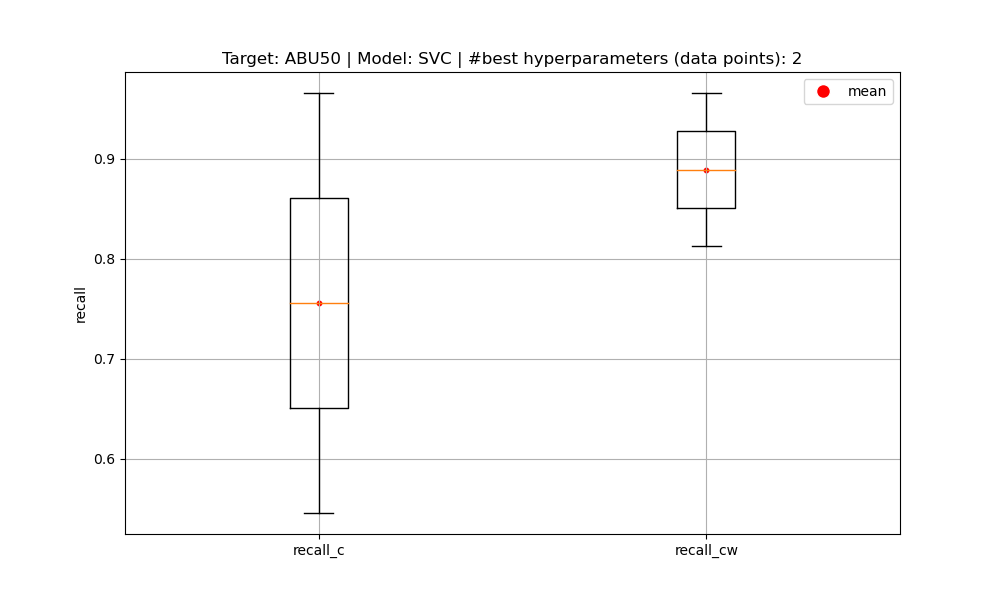 Target: ABU50 | Model: SVC | #best hyperparameters (data points): 2
mean
0.9
0.8
0.7
0.6
recall
recall_c
recall_cw